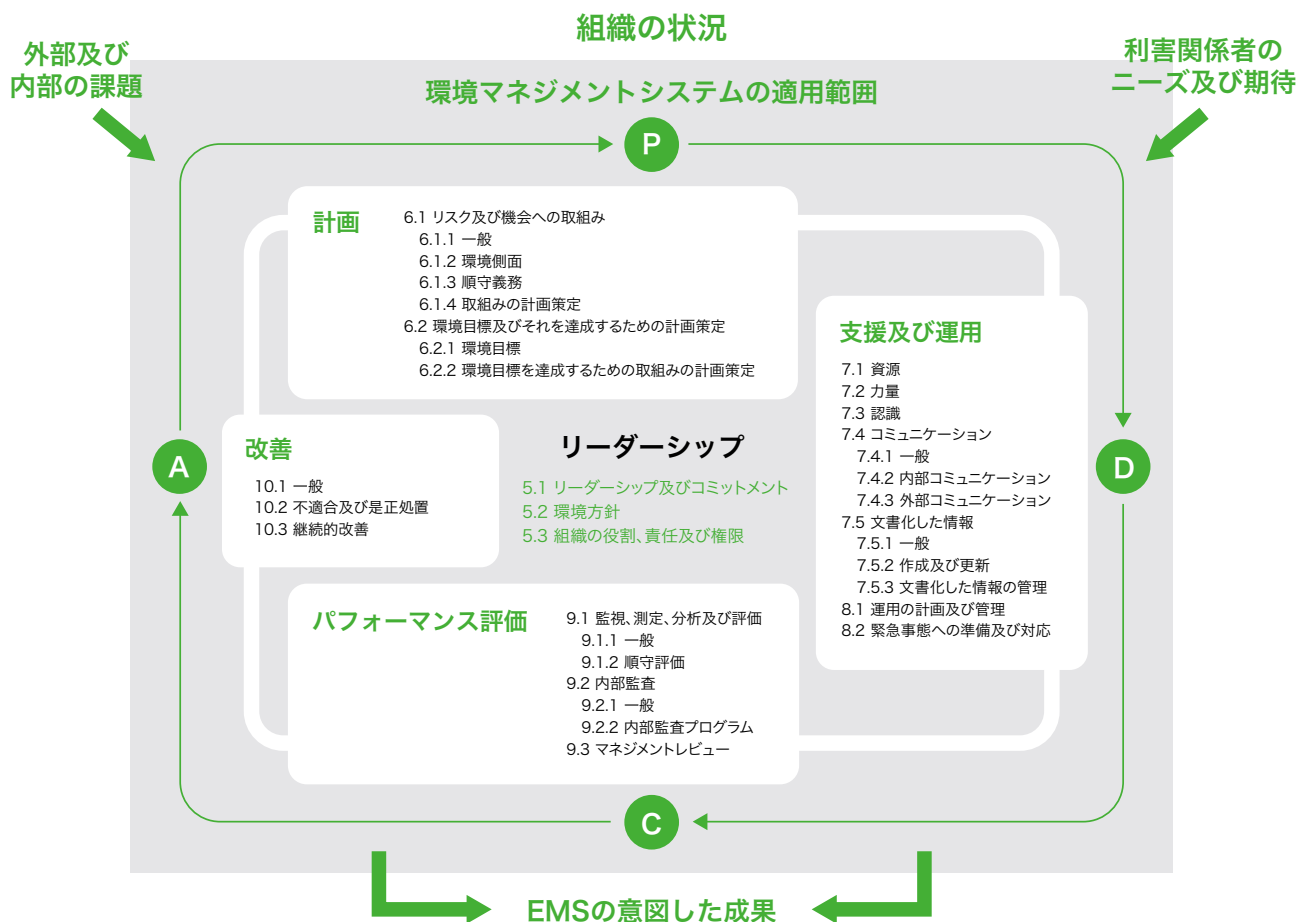 組織の状況
外部及び
内部の課題
利害関係者の
ニーズ及び期待
環境マネジメントシステムの適用範囲
P
計画
6.1 リスク及び機会への取組み
6.1.1 一般
6.1.2 環境側面
6.1.3 順守義務
6.1.4 取組みの計画策定
6.2 環境目標及びそれを達成するための計画策定
6.2.1 環境目標
6.2.2 環境目標を達成するための取組みの計画策定
支援及び運用
7.1 資源
7.2 力量
7.3 認識
7.4 コミュニケーション
7.4.1 一般
7.4.2 内部コミュニケーション
7.4.3 外部コミュニケーション
7.5 文書化した情報
7.5.1 一般
7.5.2 作成及び更新
7.5.3 文書化した情報の管理
8.1 運用の計画及び管理
8.2 緊急事態への準備及び対応
D
A
改善
10.1 一般
10.2 不適合及び是正処置
10.3 継続的改善
リーダーシップ
5.1 リーダーシップ及びコミットメント
5.2 環境方針
5.3 組織の役割、責任及び権限
パフォーマンス評価
9.1 監視、測定、分析及び評価
9.1.1 一般
9.1.2 順守評価
9.2 内部監査
9.2.1 一般
9.2.2 内部監査プログラム
9.3 マネジメントレビュー
C
EMSの意図した成果